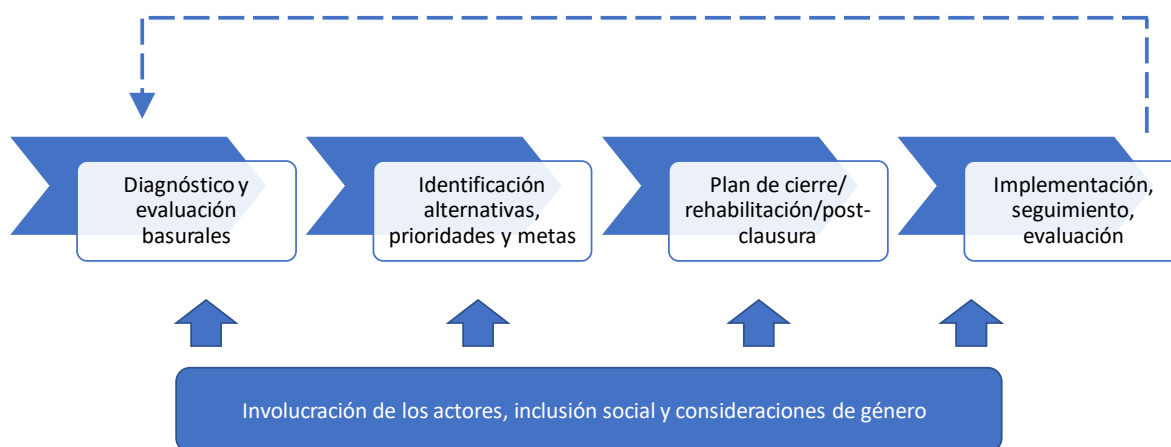 Diagnóstico y
evaluación
basurales
Identificación
alternativas,
prioridades y metas
Plan de cierre/
rehabilitación/post-
clausura
Implementación,
seguimiento,
evaluación
Involucración de los actores, inclusión social y consideraciones de género